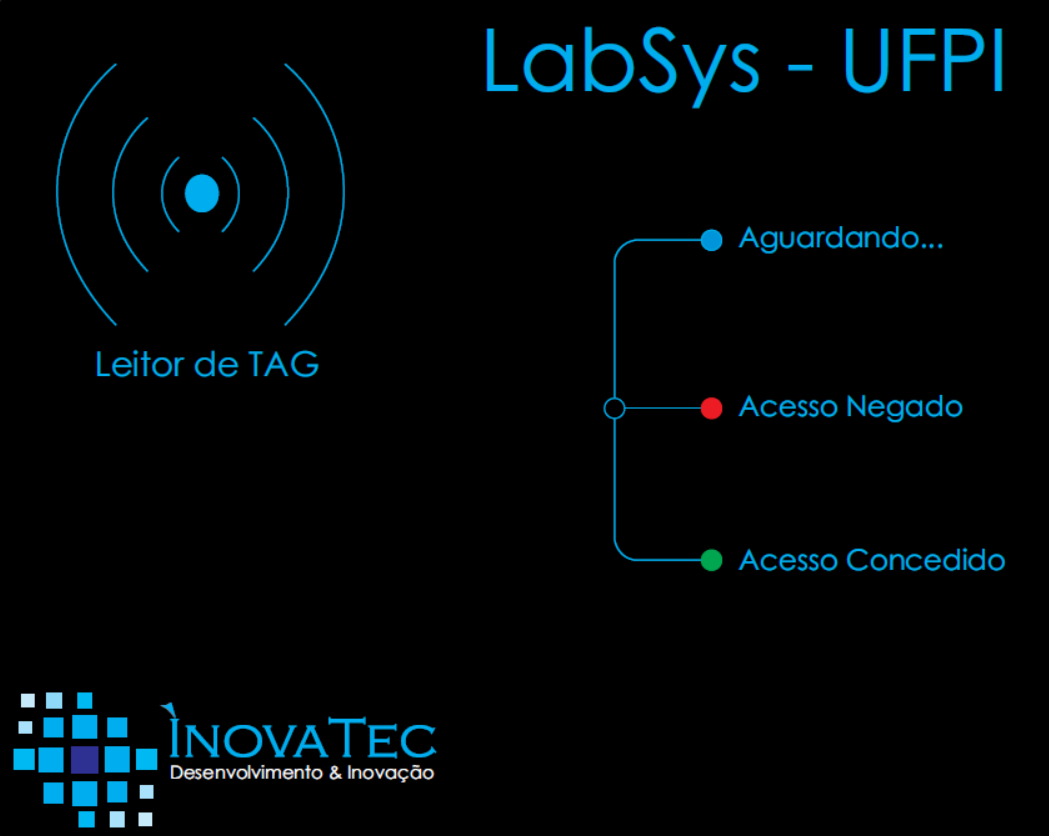 LabSys - UFPI
Aguardando...
Leitor de TAG
Acesso Negado
Acesso Concedido
INOVATEC
Desenvolvimento & Inovação